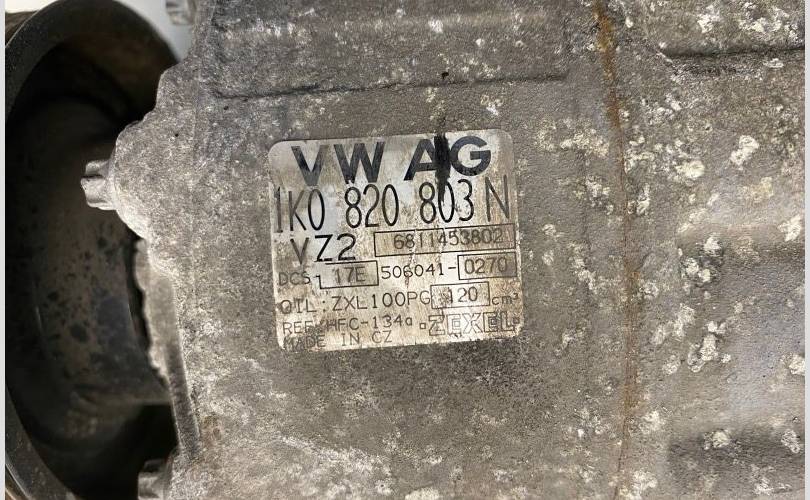 VW AG
1K0 820 803 N
VZ2 6811453802
DCS 17E 506041-0270
OIL: ZXL100PG 120 cm³
REF. HFC-134a ZEXEL
MADE IN CZ